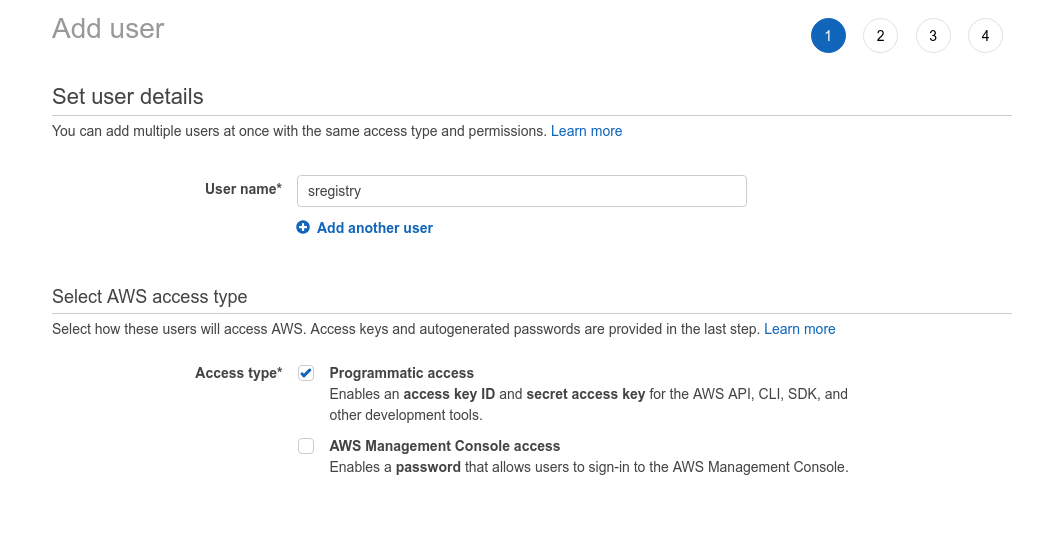 Add user
1 2 3 4
Set user details
You can add multiple users at once with the same access type and permissions. Learn more
User name* sregistry
Add another user
Select AWS access type
Select how these users will access AWS. Access keys and autogenerated passwords are provided in the last step. Learn more
Access type* Programmatic access
Enables an access key ID and secret access key for the AWS API, CLI, SDK, and
other development tools.
AWS Management Console access
Enables a password that allows users to sign-in to the AWS Management Console.